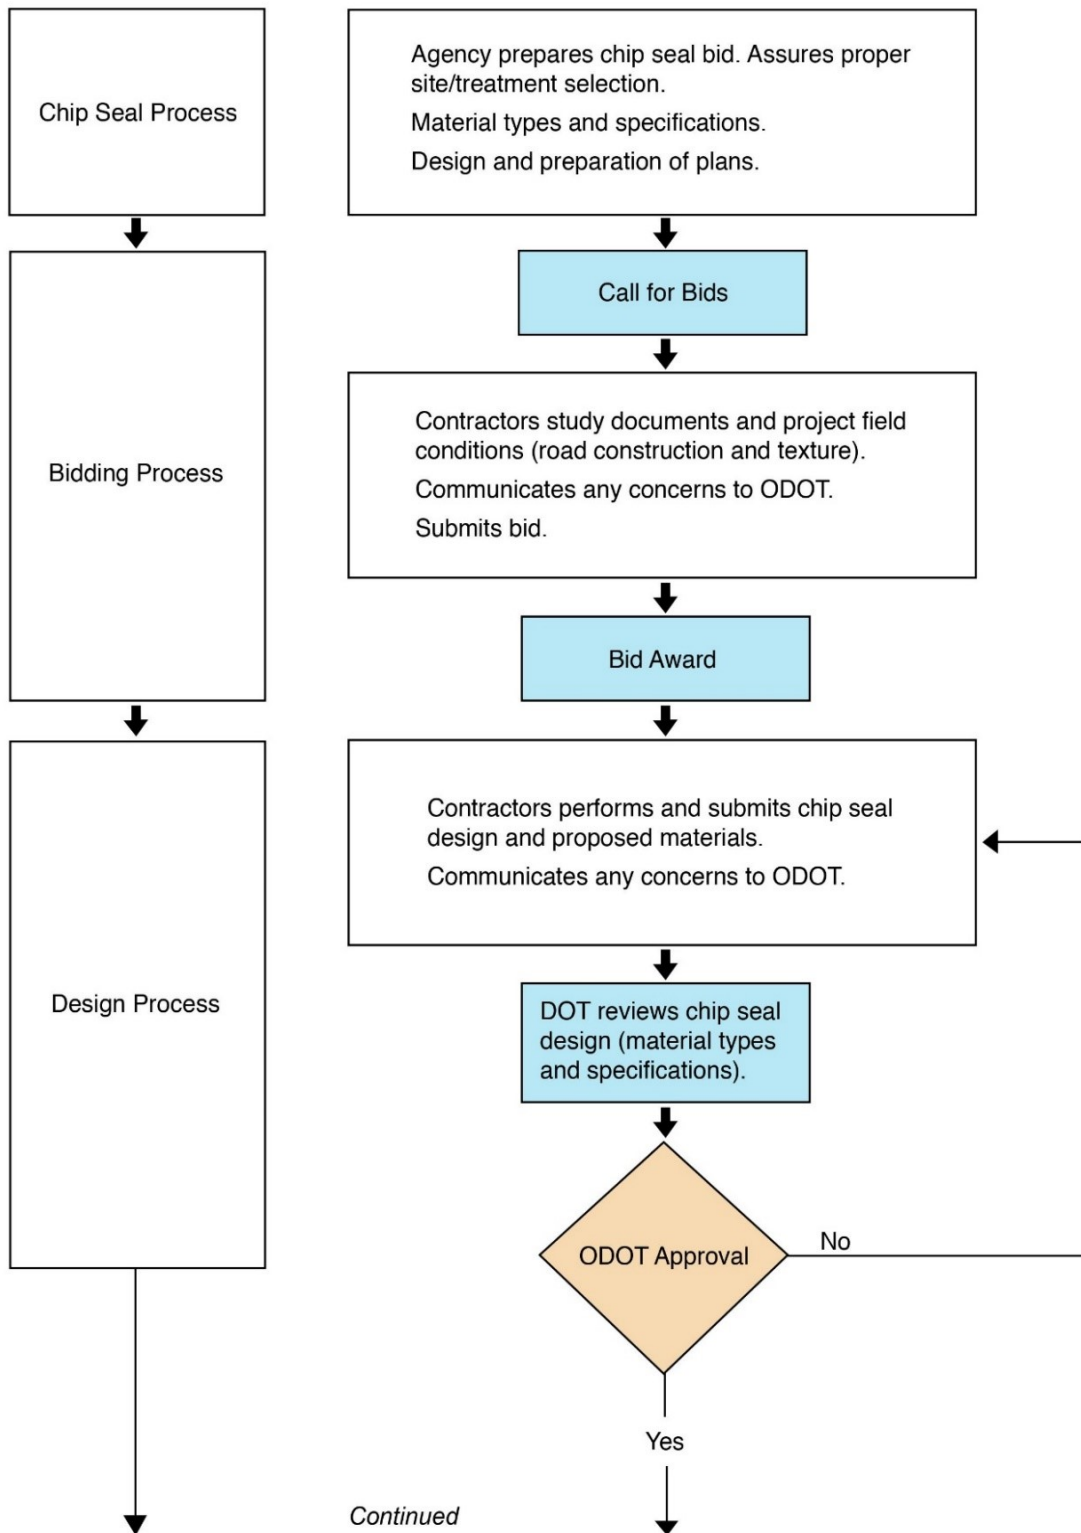 Chip Seal Process
Agency prepares chip seal bid. Assures proper
site/treatment selection.
Material types and specifications.
Design and preparation of plans.
Bidding Process
Call for Bids
Contractors study documents and project field
conditions (road construction and texture).
Communicates any concerns to ODOT.
Submits bid.
Bid Award
Design Process
Contractors performs and submits chip seal
design and proposed materials.
Communicates any concerns to ODOT.
DOT reviews chip seal
design (material types
and specifications).
ODOT Approval
No
Yes
Continued